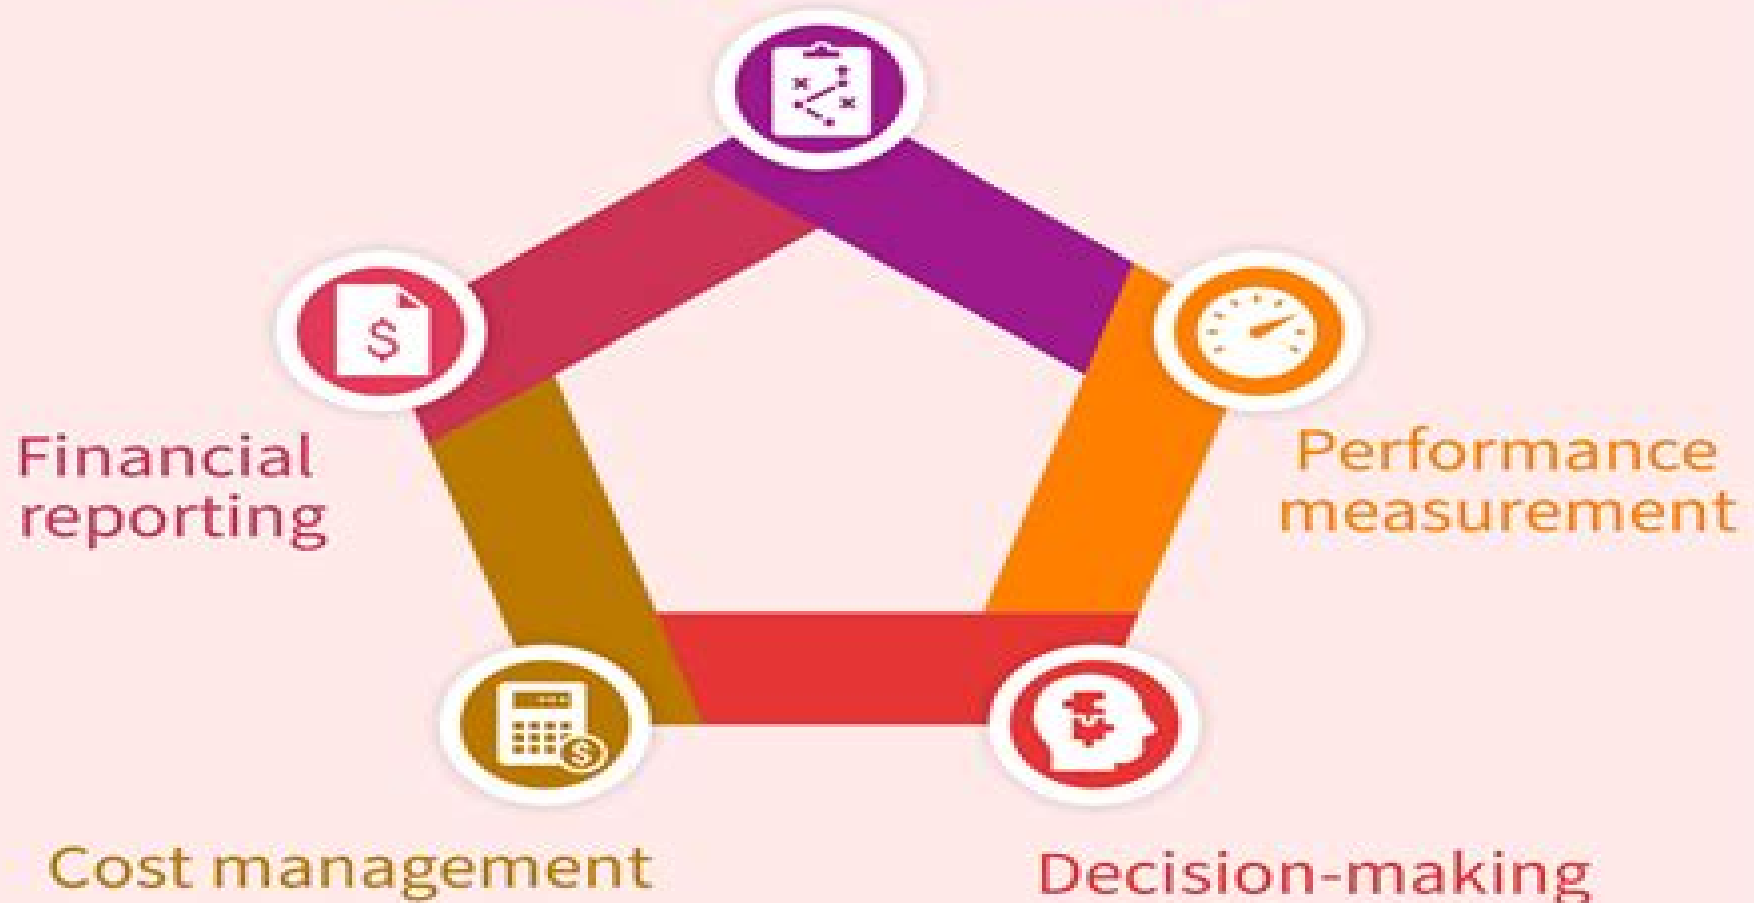 Financial
reporting
Performance
measurement
Cost management
Decision-making
$
$